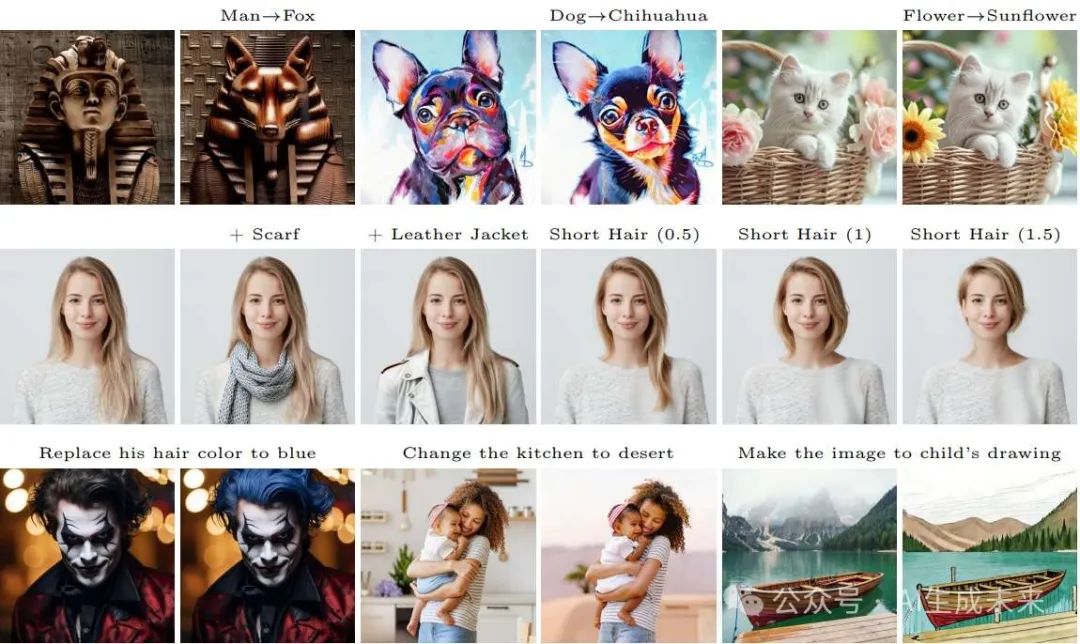 Man→Fox Dog→Chihuahua Flower→Sunflower
+ Scarf + Leather Jacket Short Hair (0.5) Short Hair (1) Short Hair (1.5)
Replace his hair color to blue Change the kitchen to desert Make the image to child's drawing
公众号 · AI生成未来